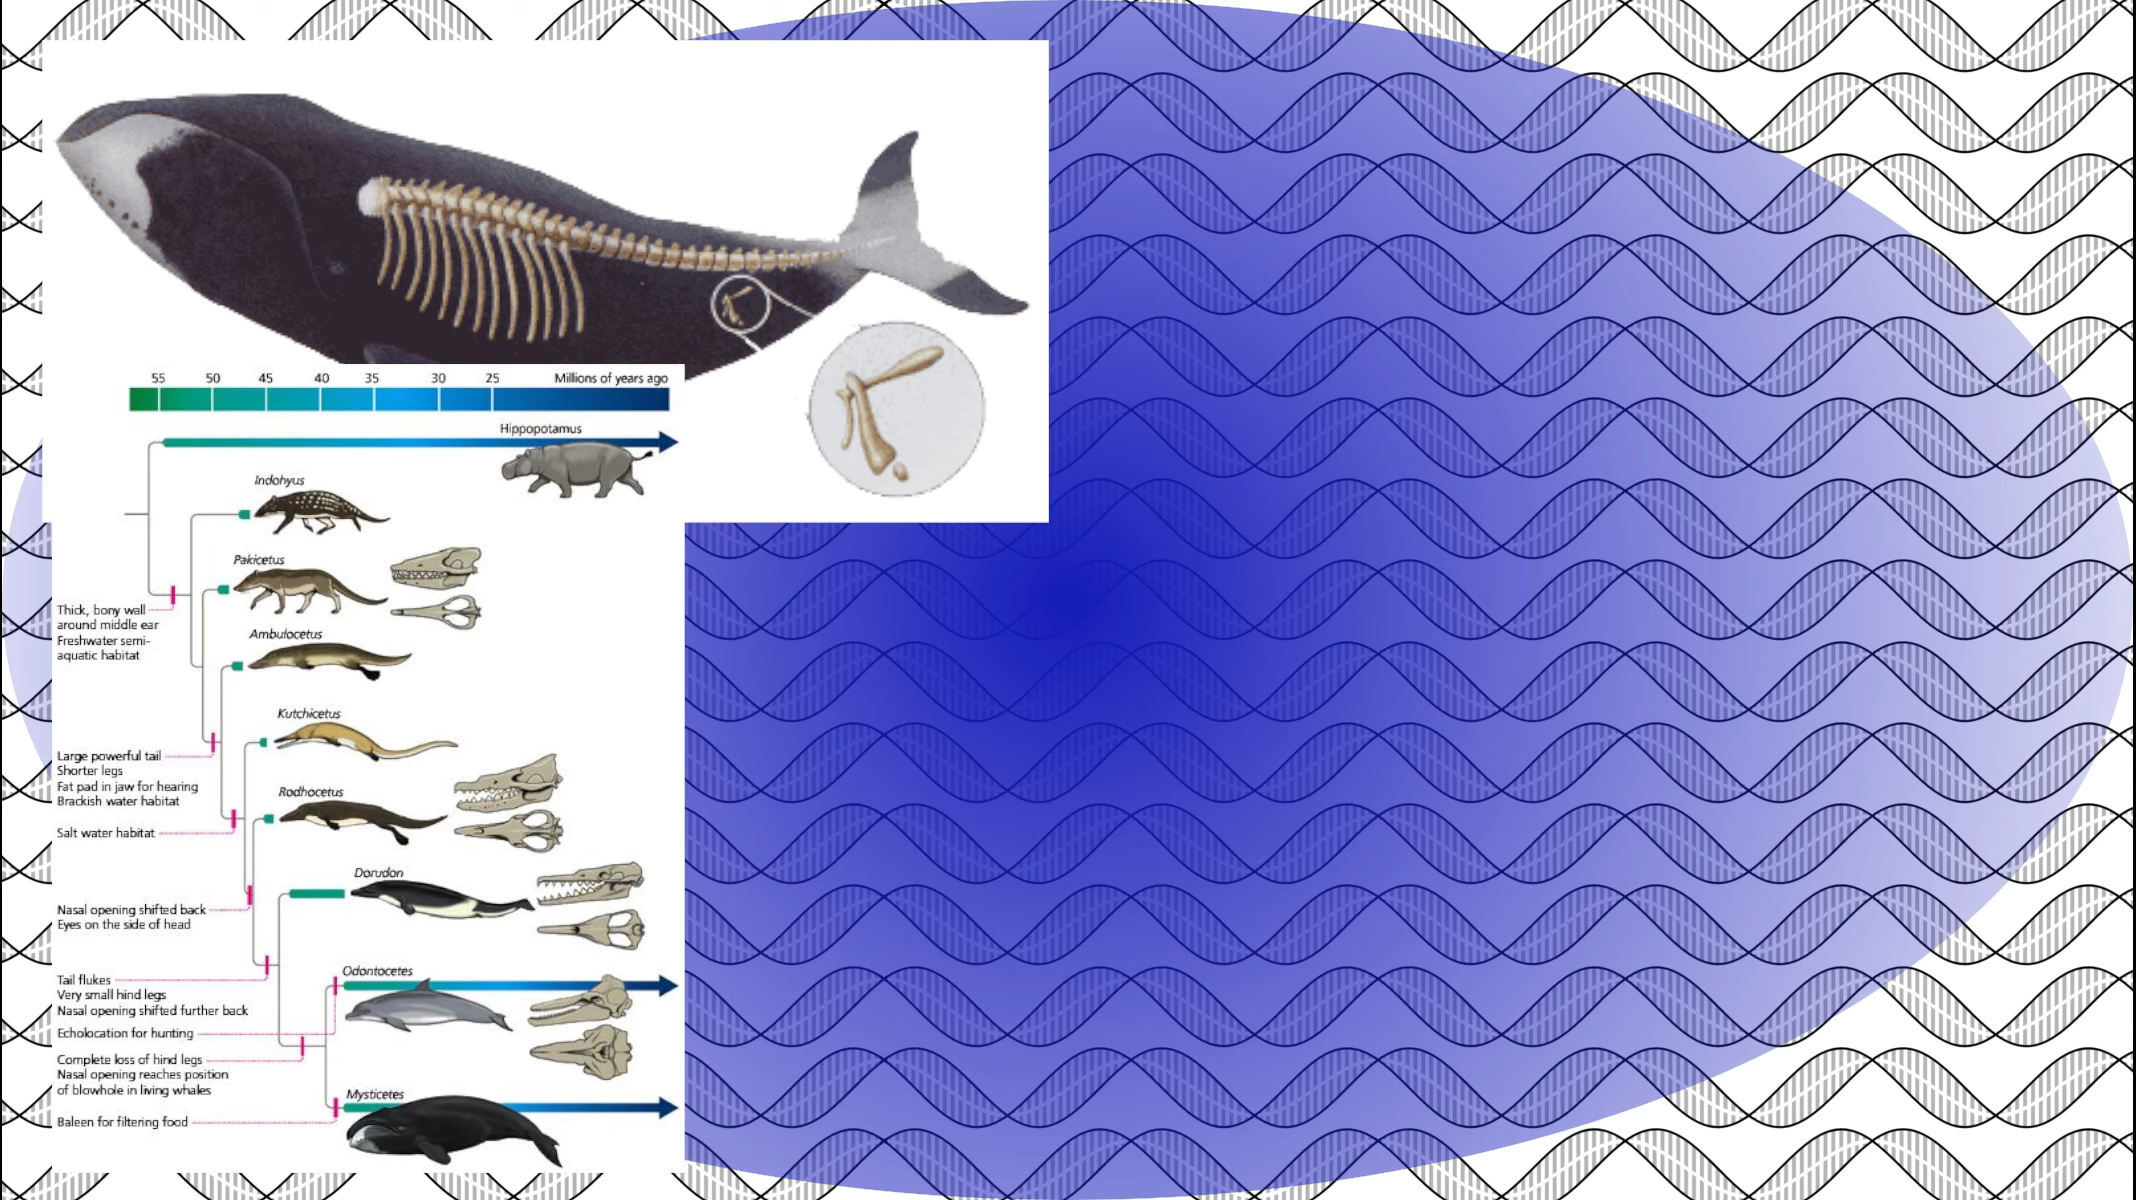 55 50 45 40 35 30 25 Millions of years ago
Hippopotamus
Indohyus
Pakicetus
Thick, bony wall
around middle ear
Freshwater semi-
aquatic habitat
Ambulocetus
Kutchicetus
Large powerful tail
Shorter legs
Fat pad in jaw for hearing
Brackish water habitat
Rodhocetus
Salt water habitat
Dorudon
Nasal opening shifted back
Eyes on the side of head
Odontocetes
Tail flukes
Very small hind legs
Nasal opening shifted further back
Echolocation for hunting
Complete loss of hind legs
Nasal opening reaches position
of blowhole in living whales
Mysticetes
Baleen for filtering food